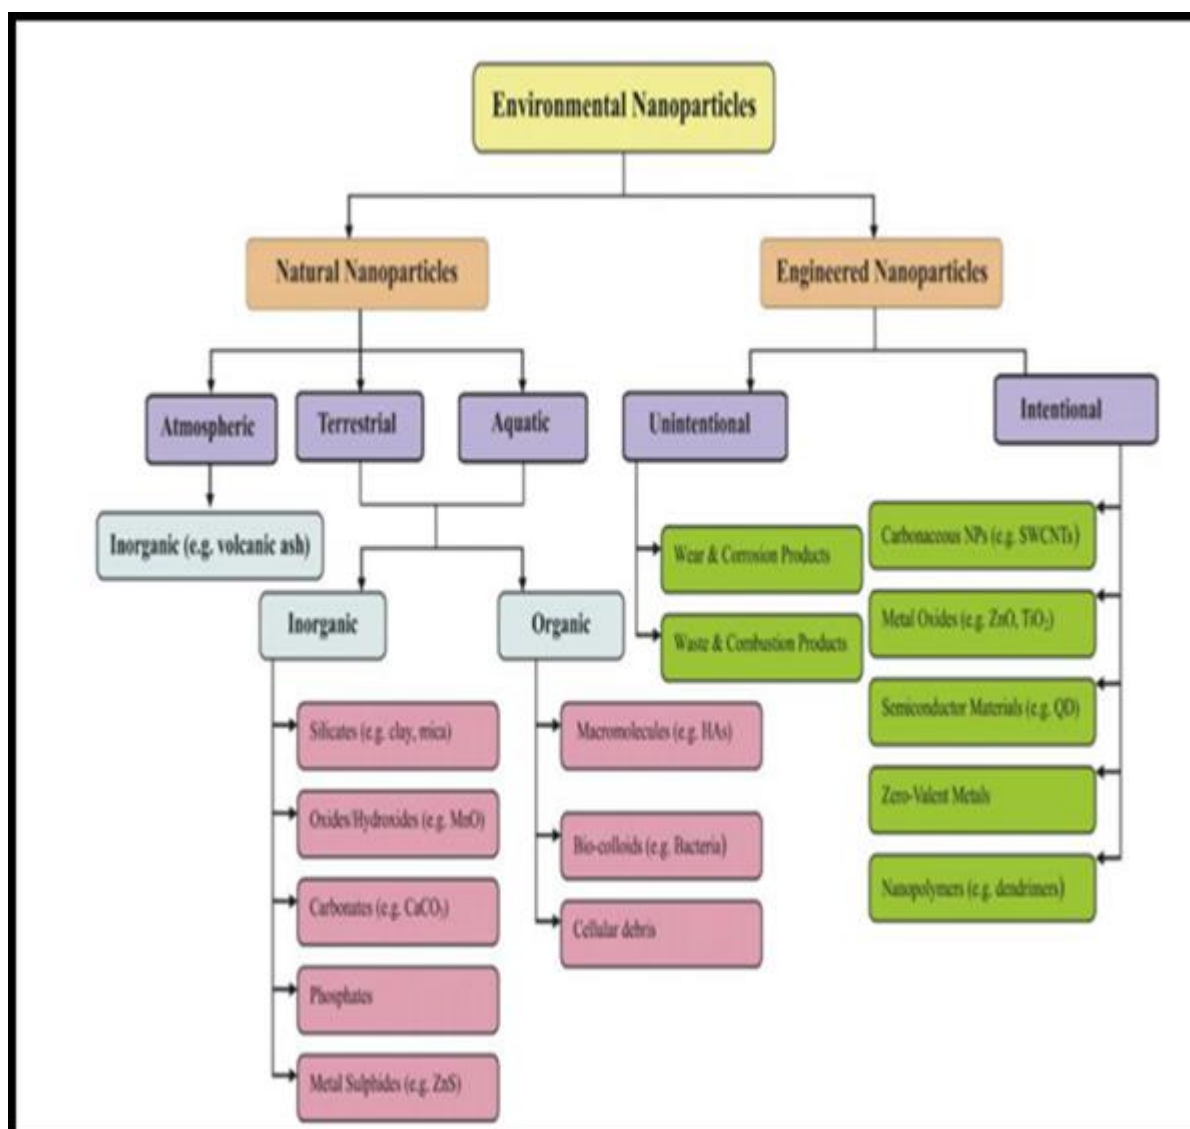 Environmental Nanoparticles
Natural Nanoparticles
Engineered Nanoparticles
Atmospheric
Terrestrial
Aquatic
Unintentional
Intentional
Inorganic (e.g. volcanic ash)
Inorganic
Organic
Silicates (e.g. clay, mica)
Oxides/Hydroxides (e.g. MnO)
Carbonates (e.g. CaCO₃)
Phosphates
Metal Sulphides (e.g. ZnS)
Macromolecules (e.g. HAs)
Bio-colloids (e.g. Bacteria)
Cellular debris
Wear & Corrosion Products
Waste & Combustion Products
Carbonaceous NPs (e.g. SWCNTs)
Metal Oxides (e.g. ZnO, TiO₂)
Semiconductor Materials (e.g. QD)
Zero-Valent Metals
Nanopolymers (e.g. dendrimers)